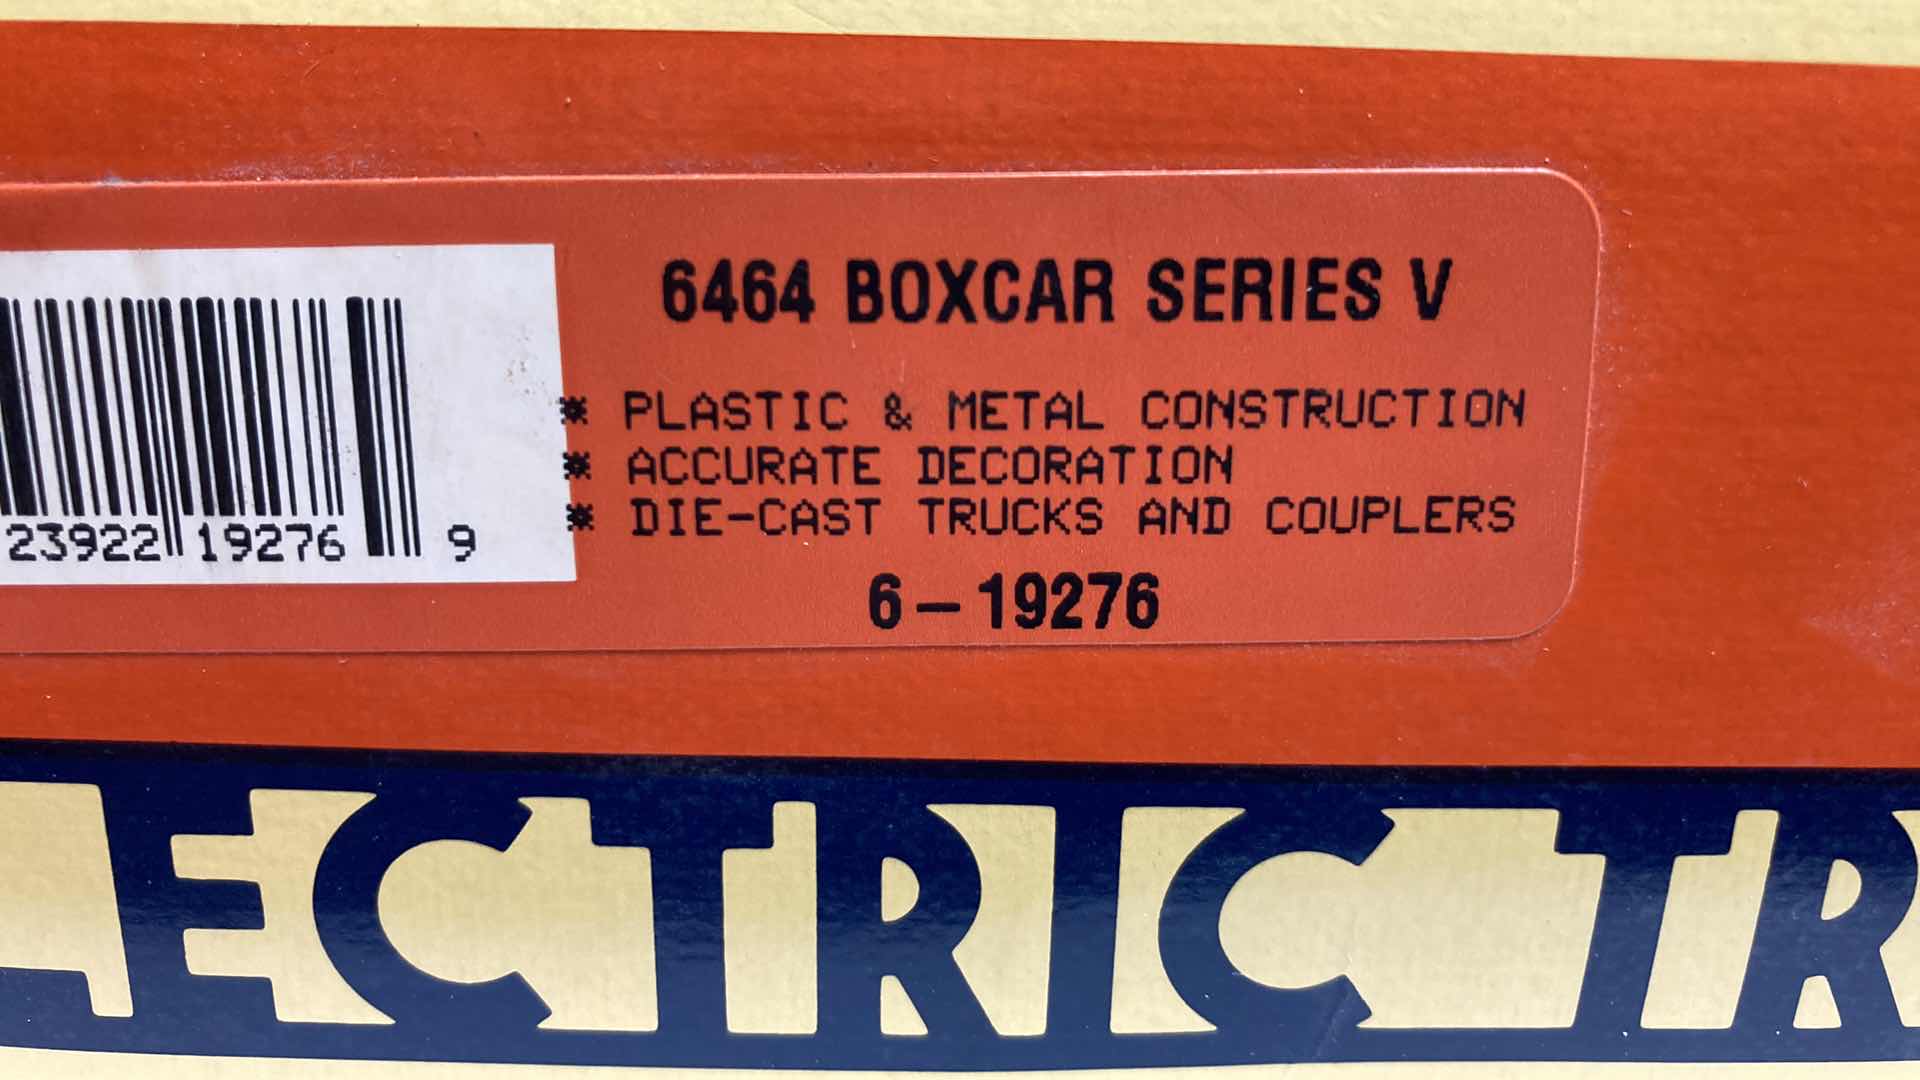 6464 BOXCAR SERIES V
* PLASTIC & METAL CONSTRUCTION
* ACCURATE DECORATION
* DIE-CAST TRUCKS AND COUPLERS
6-19276
23922 19276 9
LECTRIC TR